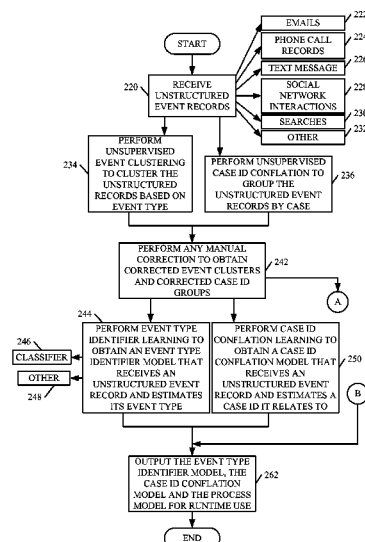 START
220
RECEIVE
UNSTRUCTURED
EVENT RECORDS
EMAILS
222
PHONE CALL
RECORDS
224
TEXT MESSAGE
226
SOCIAL
NETWORK
INTERACTIONS
228
SEARCHES
230
OTHER
232
234
PERFORM
UNSUPERVISED
EVENT CLUSTERING
TO CLUSTER THE
UNSTRUCTURED
RECORDS BASED ON
EVENT TYPE
PERFORM UNSUPERVISED
CASE ID CONFLATION TO
GROUP THE
UNSTRUCTURED EVENT
RECORDS BY CASE
236
PERFORM ANY MANUAL
CORRECTION TO OBTAIN
CORRECTED EVENT CLUSTERS
AND CORRECTED CASE ID
GROUPS
242
A
244
246
CLASSIFIER
OTHER
248
PERFORM EVENT TYPE
IDENTIFIER LEARNING TO
OBTAIN AN EVENT TYPE
IDENTIFIER MODEL THAT
RECEIVES AN
UNSTRUCTURED EVENT
RECORD AND ESTIMATES
ITS EVENT TYPE
PERFORM CASE ID
CONFLATION LEARNING TO
OBTAIN A CASE ID
CONFLATION MODEL THAT
RECEIVES AN
UNSTRUCTURED EVENT
RECORD AND ESTIMATES A
CASE ID IT RELATES TO
250
B
OUTPUT THE EVENT TYPE
IDENTIFIER MODEL, THE
CASE ID CONFLATION
MODEL AND THE PROCESS
MODEL FOR RUNTIME USE
262
END